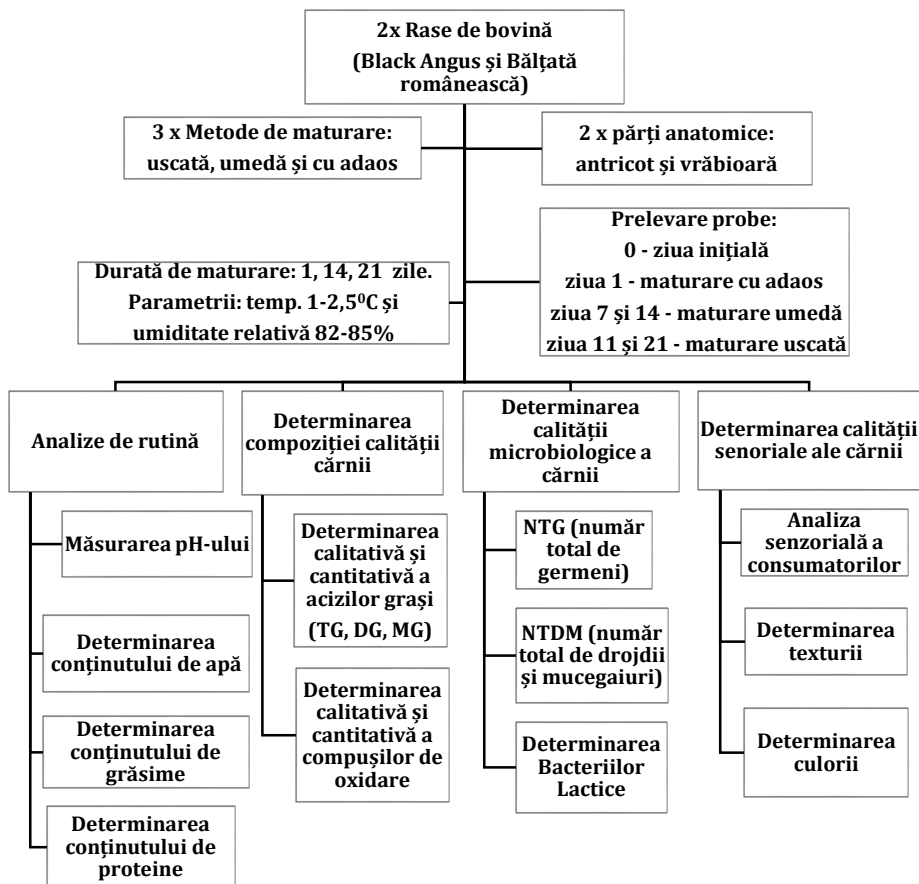 2x Rase de bovină
(Black Angus și Bălțată
românească)
3 x Metode de maturare:
uscată, umedă și cu adaos
2 x părți anatomice:
antricot și vrăbioară
Durată de maturare: 1, 14, 21 zile.
Parametrii: temp. 1-2,5⁰C și
umiditate relativă 82-85%
Prelevare probe:
0 - ziua inițială
ziua 1 - maturare cu adaos
ziua 7 și 14 - maturare umedă
ziua 11 și 21 - maturare uscată
Analize de rutină
Măsurarea pH-ului
Determinarea
conținutului de apă
Determinarea
conținutului de
grăsime
Determinarea
conținutului de
proteine
Determinarea
compoziției calității
cărnii
Determinarea
calitativă și
cantitativă a
acizilor grași
(TG, DG, MG)
Determinarea
calitativă și
cantitativă a
compușilor de
oxidare
Determinarea
calității
microbiologice a
cărnii
NTG (număr
total de
germeni)
NTDM (număr
total de drojdii
și mucegaiuri)
Determinarea
Bacteriilor
Lactice
Determinarea calității
senoriale ale cărnii
Analiza
senzorială a
consumatorilor
Determinarea
texturii
Determinarea
culorii